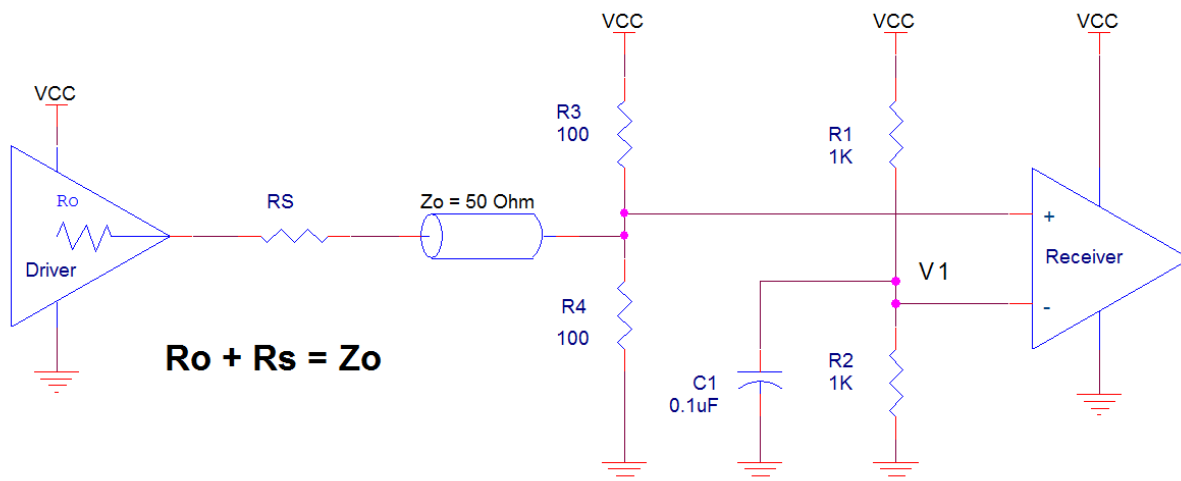 VCC
VCC
VCC
VCC
R3
100
R1
1K
Ro
RS
Zo = 50 Ohm
+
Driver
Receiver
V1
-
R4
100
Ro + Rs = Zo
R2
1K
C1
0.1uF